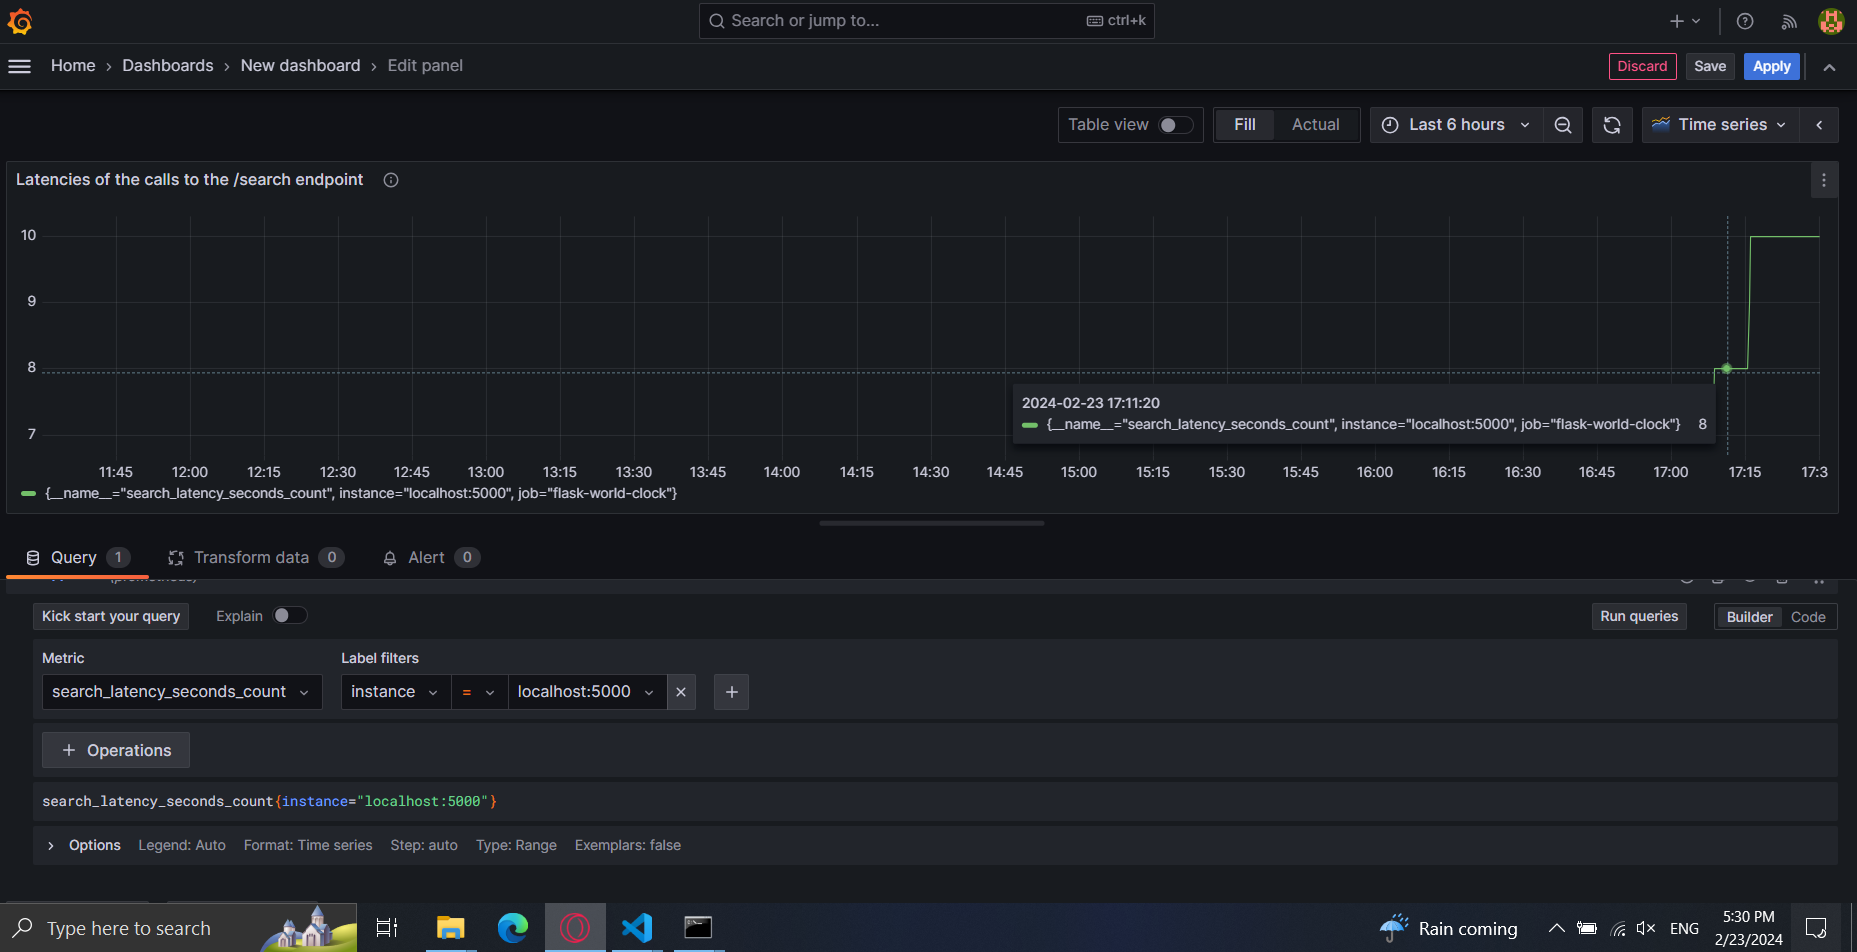 Search or jump to...
ctrl+k
Home › Dashboards › New dashboard › Edit panel
Discard
Save
Apply
Table view
Fill
Actual
Last 6 hours
Time series
Latencies of the calls to the /search endpoint
10
9
8
7
2024-02-23 17:11:20
{__name__="search_latency_seconds_count", instance="localhost:5000", job="flask-world-clock"} 8
11:45 12:00 12:15 12:30 12:45 13:00 13:15 13:30 13:45 14:00 14:15 14:30 14:45 15:00 15:15 15:30 15:45 16:00 16:15 16:30 16:45 17:00 17:15 17:3
{__name__="search_latency_seconds_count", instance="localhost:5000", job="flask-world-clock"}
Query 1
Transform data 0
Alert 0
Kick start your query
Explain
Run queries
Builder
Code
Metric
Label filters
search_latency_seconds_count
instance
=
localhost:5000
+ Operations
search_latency_seconds_count{instance="localhost:5000"}
Options
Legend: Auto
Format: Time series
Step: auto
Type: Range
Exemplars: false
Type here to search
Rain coming
ENG
5:30 PM
2/23/2024